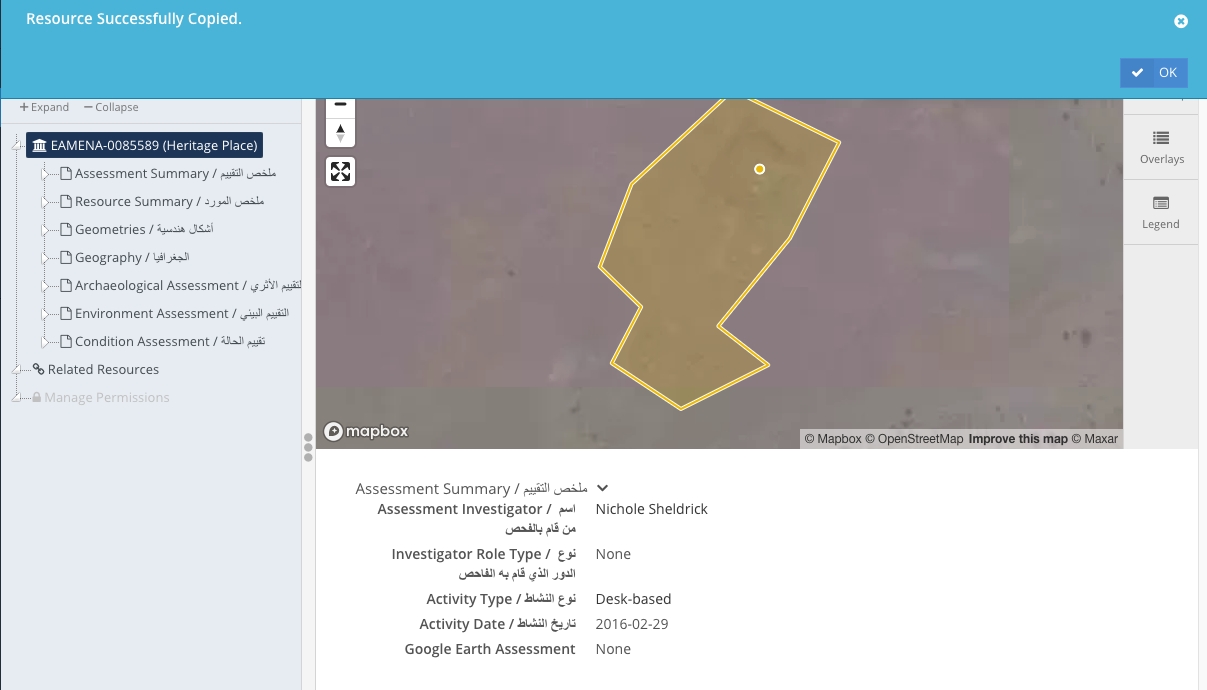 Resource Successfully Copied.
OK
Expand Collapse
EAMENA-0085589 (Heritage Place)
Assessment Summary / ملخص التقييم
Resource Summary / ملخص المورد
Geometries / أشكال هندسية
Geography / الجغرافيا
Archaeological Assessment / لتقييم الأثري
Environment Assessment / التقييم البيئي
Condition Assessment / تقييم الحالة
Related Resources
Manage Permissions
Overlays
Legend
mapbox
© Mapbox © OpenStreetMap Improve this map © Maxar
Assessment Summary / ملخص التقييم
Assessment Investigator / اسم
من قام بالفحص
Nichole Sheldrick
Investigator Role Type / نوع
الدور الذي قام به الفاحص
None
Activity Type / نوع النشاط
Desk-based
Activity Date / تاريخ النشاط
2016-02-29
Google Earth Assessment
None